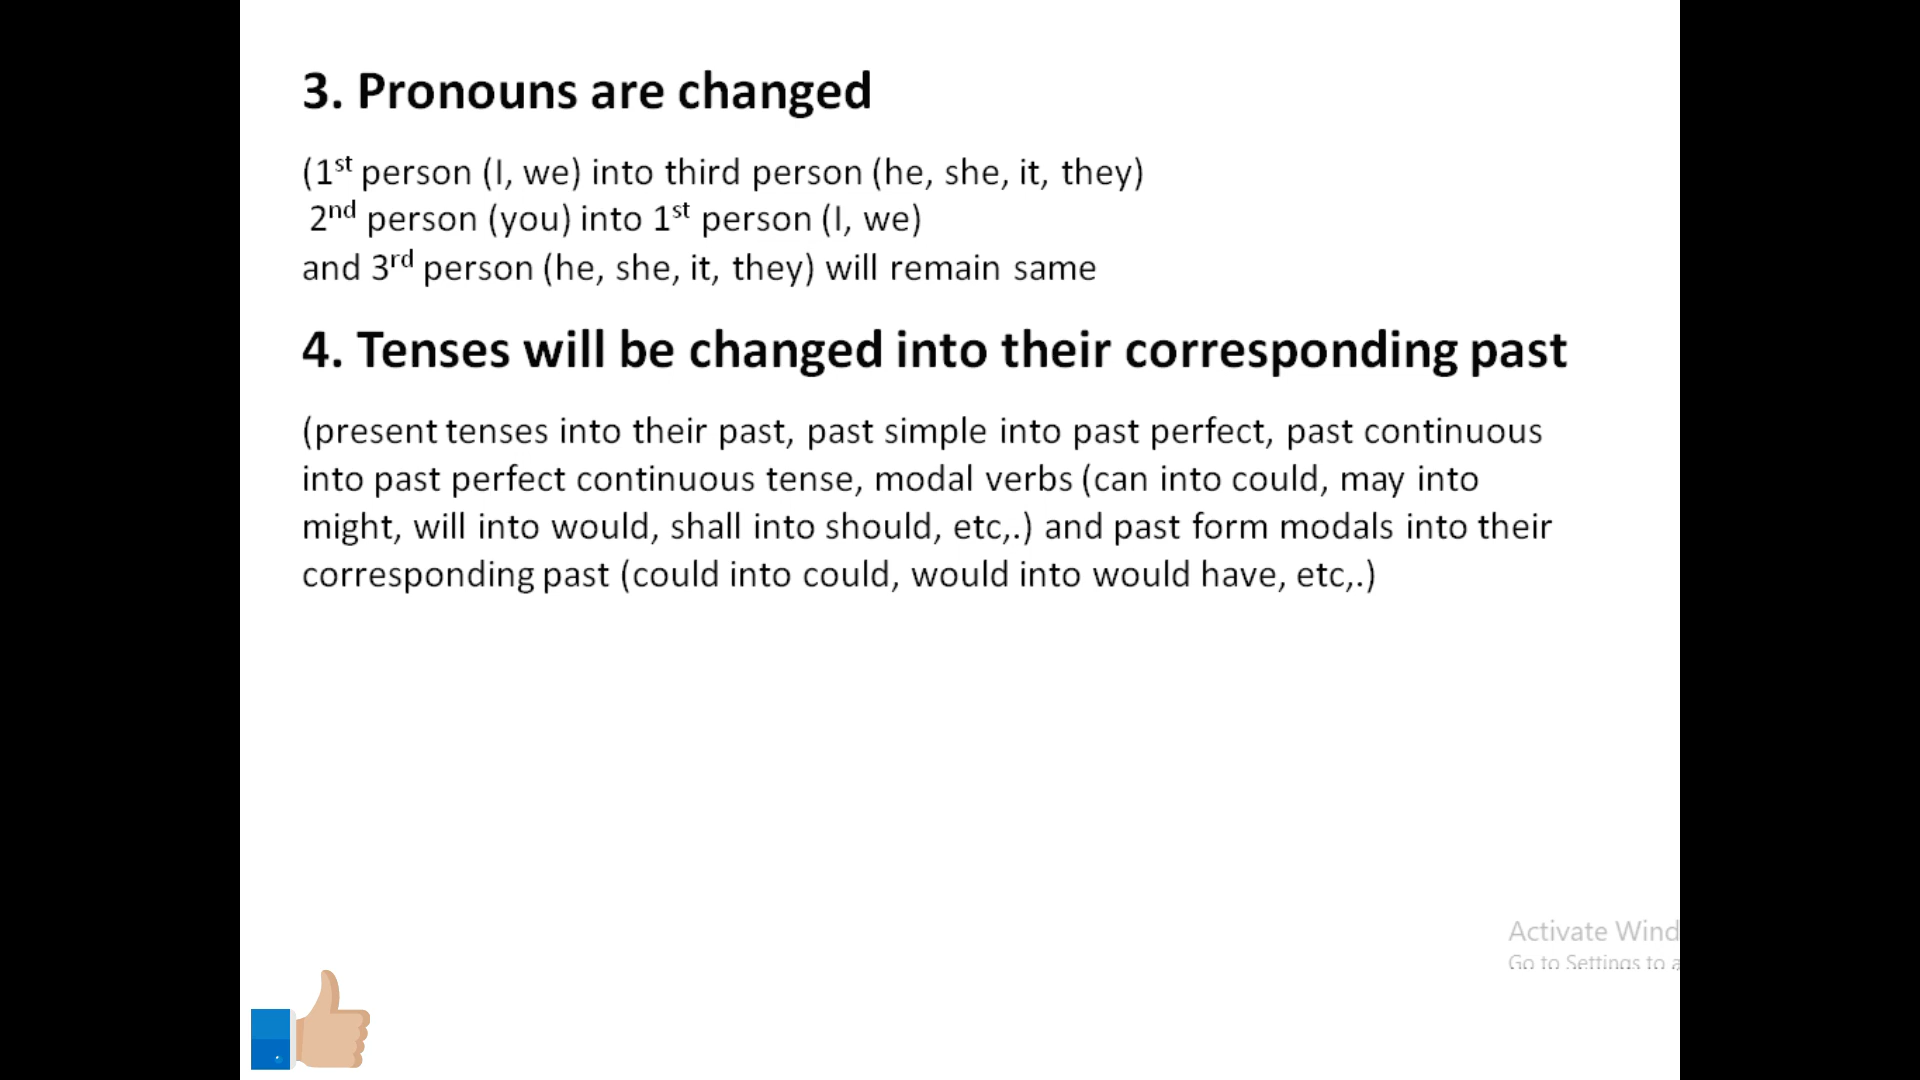 3. Pronouns are changed
(1st person (I, we) into third person (he, she, it, they)
2nd person (you) into 1st person (I, we)
and 3rd person (he, she, it, they) will remain same
4. Tenses will be changed into their corresponding past
(present tenses into their past, past simple into past perfect, past continuous
into past perfect continuous tense, modal verbs (can into could, may into
might, will into would, shall into should, etc,.) and past form modals into their
corresponding past (could into could, would into would have, etc,.)
Activate Wind
Go to Settings to a